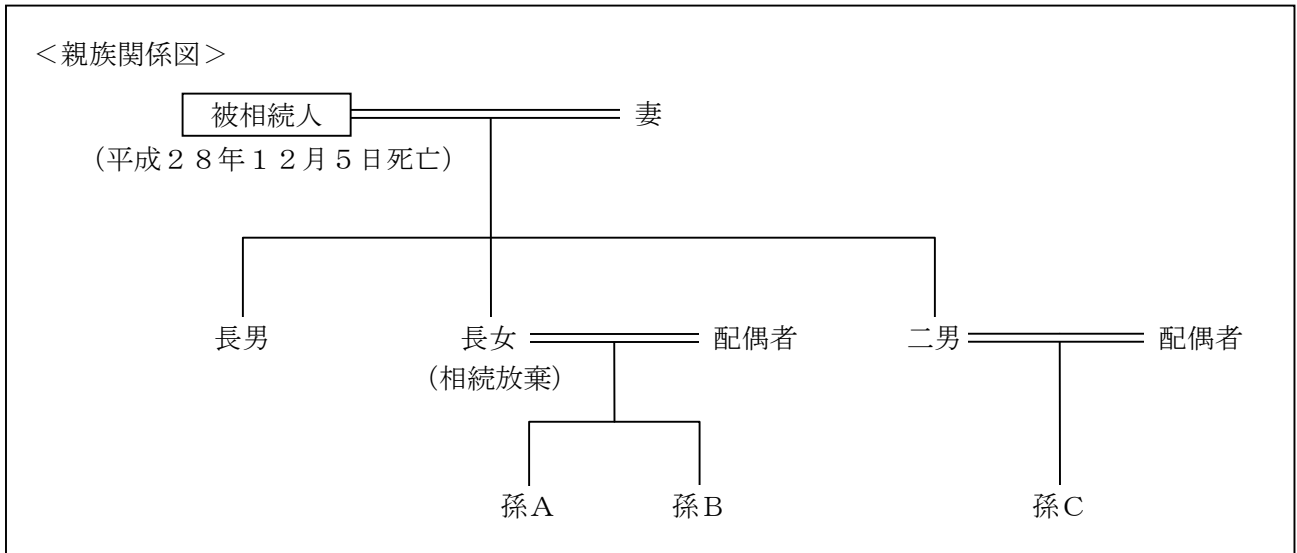 ＜親族関係図＞
被相続人 妻
（平成２８年１２月５日死亡）
長男 長女 配偶者 二男 配偶者
（相続放棄）
孫Ａ 孫Ｂ 孫Ｃ